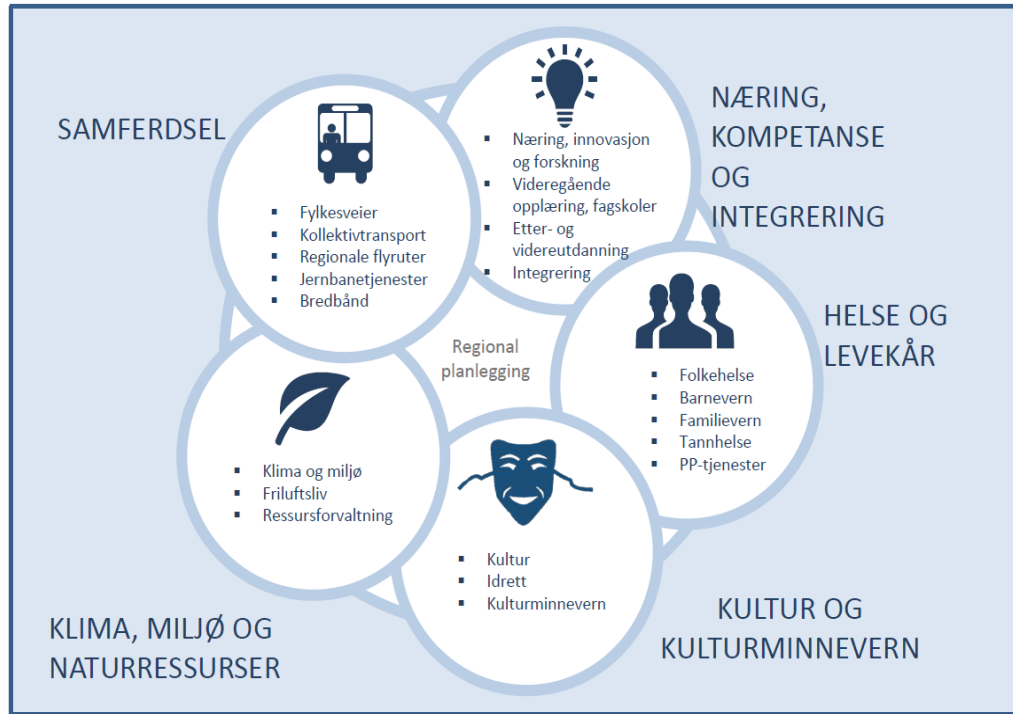 SAMFERDSEL
▪ Fylkesveier
▪ Kollektivtransport
▪ Regionale flyruter
▪ Jernbanetjenester
▪ Bredbånd
NÆRING,
KOMPETANSE
OG
INTEGRERING
▪ Næring, innovasjon
og forskning
▪ Videregående
opplæring, fagskoler
▪ Etter- og
videreutdanning
▪ Integrering
HELSE OG
LEVEKÅR
▪ Folkehelse
▪ Barnevern
▪ Familievern
▪ Tannhelse
▪ PP-tjenester
Regional
planlegging
▪ Klima og miljø
▪ Friluftsliv
▪ Ressursforvaltning
KLIMA, MILJØ OG
NATURRESSURSER
▪ Kultur
▪ Idrett
▪ Kulturminnevern
KULTUR OG
KULTURMINNEVERN